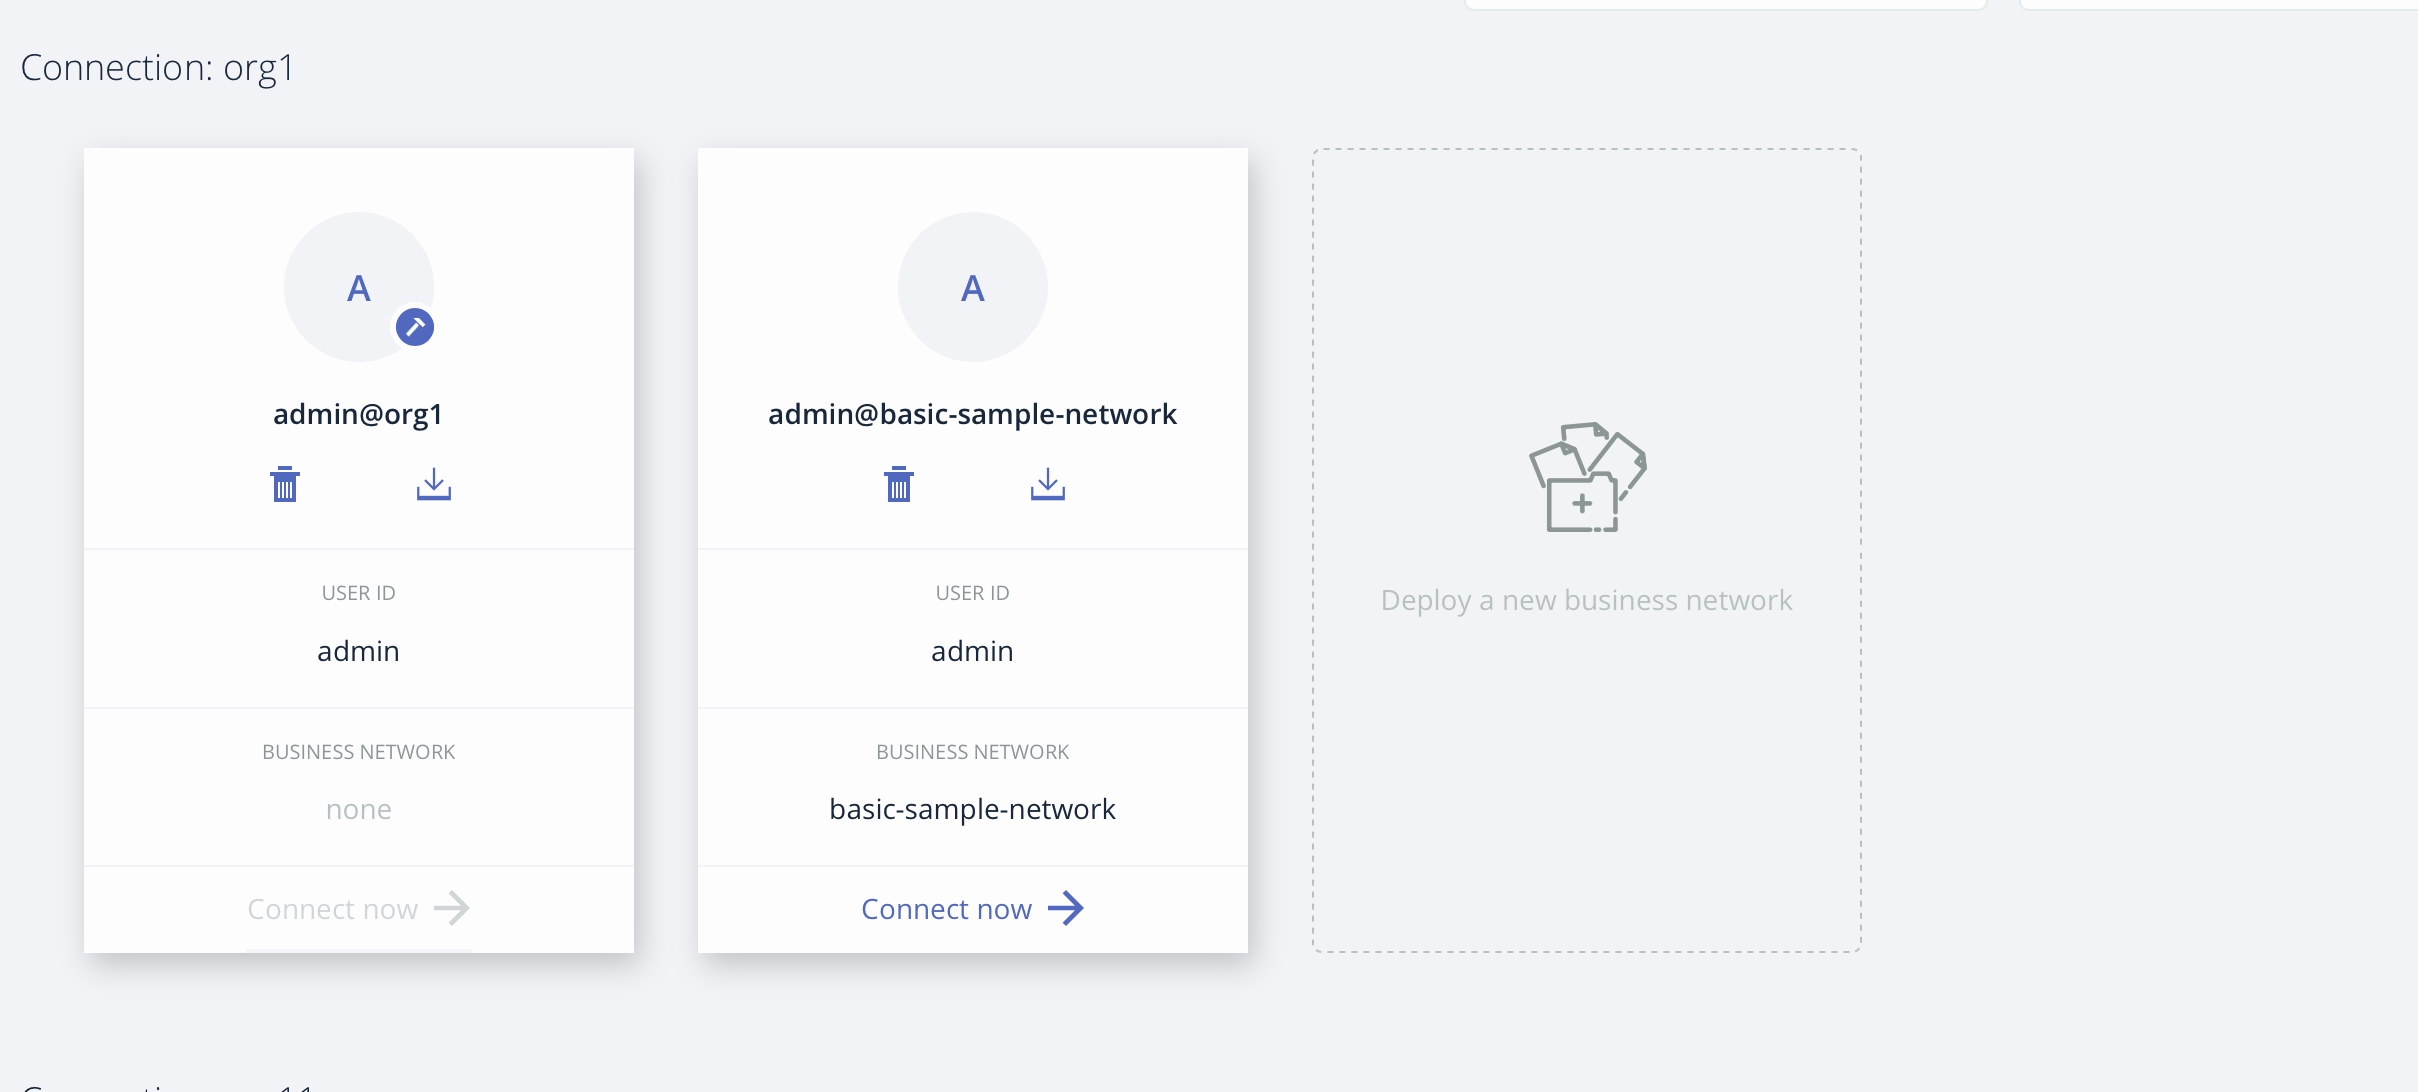 Connection: org1
A
admin@org1
USER ID
admin
BUSINESS NETWORK
none
Connect now
A
admin@basic-sample-network
USER ID
admin
BUSINESS NETWORK
basic-sample-network
Connect now
Deploy a new business network